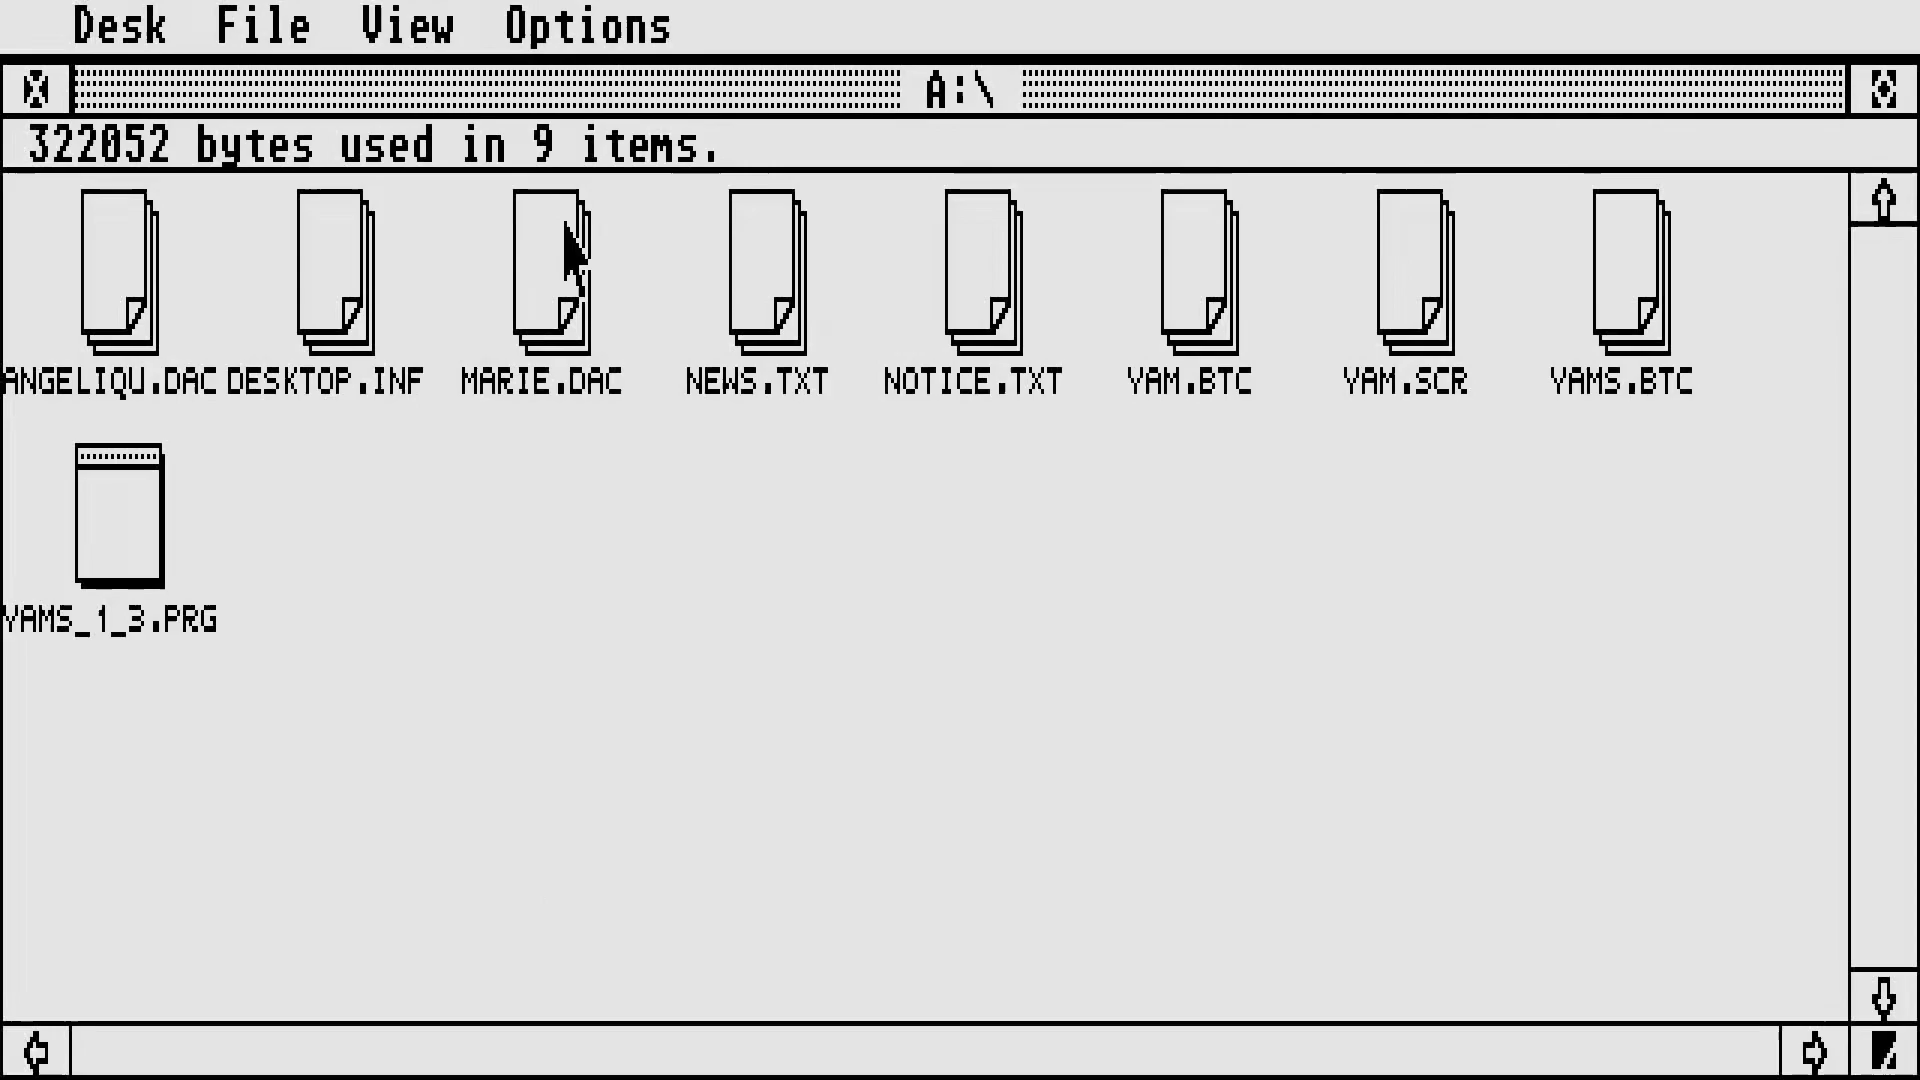 Desk File View Options
A:\
322052 bytes used in 9 items.
ANGELIQU.DAC DESKTOP.INF MARIE.DAC NEWS.TXT NOTICE.TXT YAM.BTC YAM.SCR YAMS.BTC
YAMS_1_3.PRG